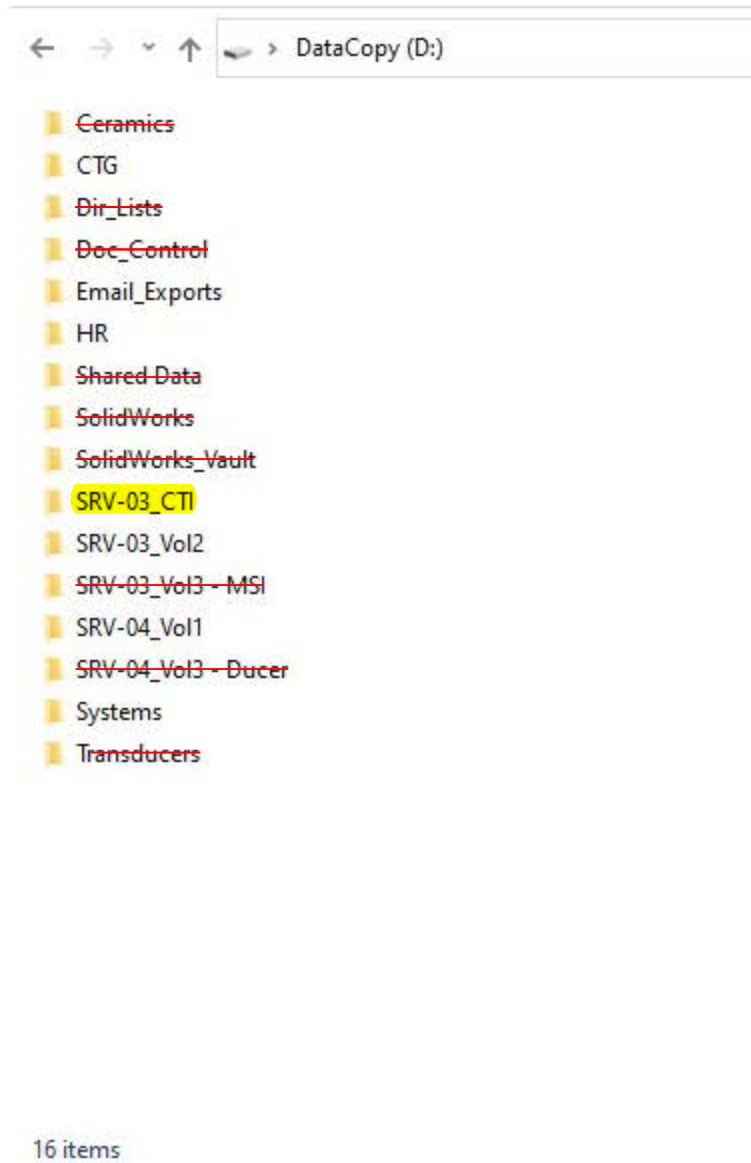 DataCopy (D:)
Ceramics
CTG
Dir_Lists
Doc_Control
Email_Exports
HR
Shared Data
SolidWorks
SolidWorks_Vault
SRV-03_CTI
SRV-03_Vol2
SRV-03_Vol3 - MSI
SRV-04_Vol1
SRV-04_Vol3 - Ducer
Systems
Transducers
16 items